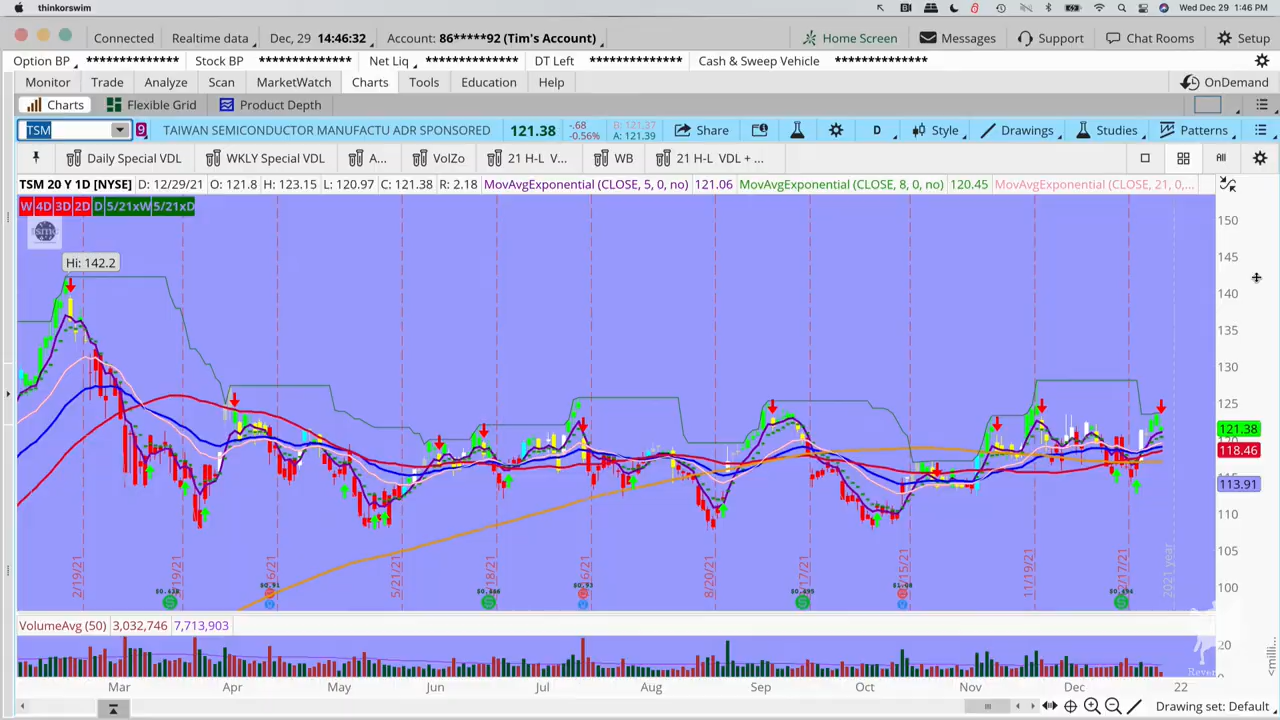 thinkorswim
Wed Dec 29 1:46 PM
Connected Realtime data Dec, 29 14:46:32 Account: 86*****92 (Tim's Account) Home Screen Messages Support Chat Rooms Setup
Option BP ************** Stock BP ************** Net Liq ************** DT Left ************** Cash & Sweep Vehicle **************
Monitor Trade Analyze Scan MarketWatch Charts Tools Education Help OnDemand
Charts Flexible Grid Product Depth
TSM 9 TAIWAN SEMICONDUCTOR MANUFACTU ADR SPONSORED 121.38 -.68 -0.56% B: 121.37 A: 121.39 Share D Style Drawings Studies Patterns
Daily Special VDL WKLY Special VDL A... VolZo 21 H-L V... WB 21 H-L VDL + ...
TSM 20 Y 1D [NYSE] D: 12/29/21 O: 121.8 H: 123.15 L: 120.97 C: 121.38 R: 2.18 MovAvgExponential (CLOSE, 5, 0, no) 121.06 MovAvgExponential (CLOSE, 8, 0, no) 120.45 MovAvgExponential (CLOSE, 21, 0,...
W 4D 3D 2D D 5/21xW 5/21xD
smc
Hi: 142.2
150
145
140
135
130
125
121.38
118.46
113.91
110
105
100
2/19/21 5/21/21 8/20/21 11/19/21 2021 year
VolumeAvg (50) 3,032,746 7,713,903
20
<milli...
Mar Apr May Jun Jul Aug Sep Oct Nov Dec 22
Drawing set: Default